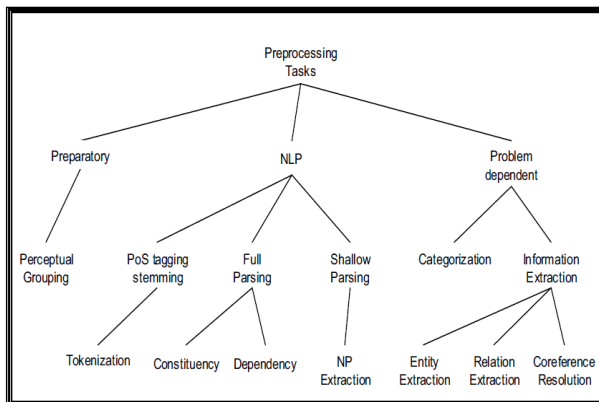 Preprocessing
Tasks
Preparatory
NLP
Problem
dependent
Perceptual
Grouping
PoS tagging
stemming
Full
Parsing
Shallow
Parsing
Categorization
Information
Extraction
Tokenization
Constituency
Dependency
NP
Extraction
Entity
Extraction
Relation
Extraction
Coreference
Resolution